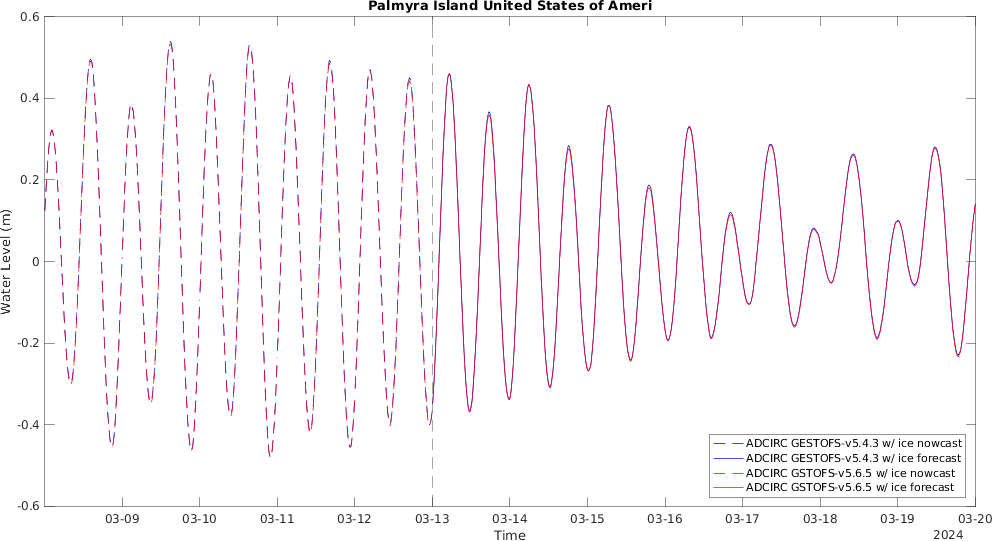 Palmyra Island United States of Ameri
0.6
0.4
0.2
0
-0.2
-0.4
-0.6
Water Level (m)
ADCIRC GESTOFS-v5.4.3 w/ ice nowcast
ADCIRC GESTOFS-v5.4.3 w/ ice forecast
ADCIRC GSTOFS-v5.6.5 w/ ice nowcast
ADCIRC GSTOFS-v5.6.5 w/ ice forecast
03-09 03-10 03-11 03-12 03-13 03-14 03-15 03-16 03-17 03-18 03-19 03-20
Time
2024